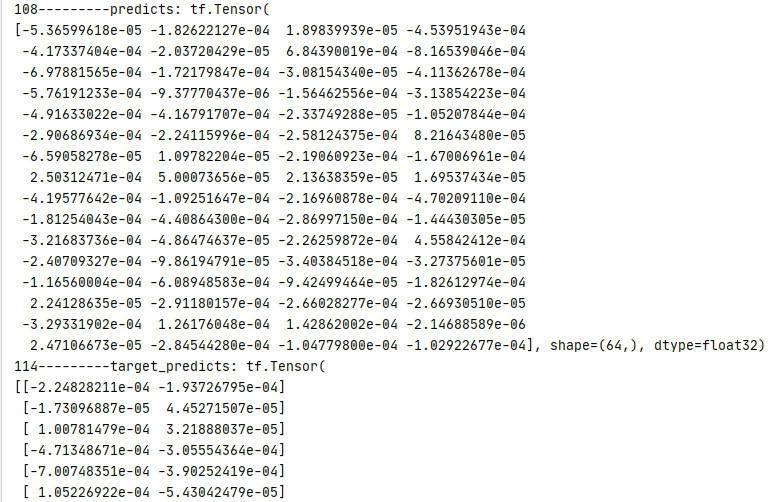 108---------predicts: tf.Tensor(
[-5.36599618e-05 -1.82622127e-04  1.89839939e-05 -4.53951943e-04
 -4.17337404e-04 -2.03720429e-05  6.84390019e-04 -8.16539046e-04
 -6.97881565e-04 -1.72179847e-04 -3.08154340e-05 -4.11362678e-04
 -5.76191233e-04 -9.37770437e-06 -1.56462556e-04 -3.13854223e-04
 -4.91633022e-04 -4.16791707e-04 -2.33749288e-05 -1.05207844e-04
 -2.90686934e-04 -2.24115996e-04 -2.58124375e-04  8.21643480e-05
 -6.59058278e-05  1.09782204e-05 -2.19060923e-04 -1.67006961e-04
  2.50312471e-04  5.00073656e-05  2.13638359e-05  1.69537434e-05
 -4.19577642e-04 -1.09251647e-04 -2.16960878e-04 -4.70209110e-04
 -1.81254043e-04 -4.40864300e-04 -2.86997150e-04 -1.44430305e-05
 -3.21683736e-04 -4.86474637e-05 -2.26259872e-04  4.55842412e-04
 -2.40709327e-04 -9.86194791e-05 -3.40384518e-04 -3.27375601e-05
 -1.16560004e-04 -6.08948583e-04 -9.42499464e-05 -1.82612974e-04
  2.24128635e-05 -2.91180157e-04 -2.66028277e-04 -2.66930510e-05
 -3.29331902e-04  1.26176048e-04  1.42862002e-04 -2.14688589e-06
  2.47106673e-05 -2.84544280e-04 -1.04779800e-04 -1.02922677e-04], shape=(64,), dtype=float32)
114---------target_predicts: tf.Tensor(
[[-2.24828211e-04 -1.93726795e-04]
 [-1.73096887e-05  4.45271507e-05]
 [ 1.00781479e-04  3.21888037e-05]
 [-4.71348671e-04 -3.05554364e-04]
 [-7.00748351e-04 -3.90252419e-04]
 [ 1.05226922e-04 -5.43042479e-05]